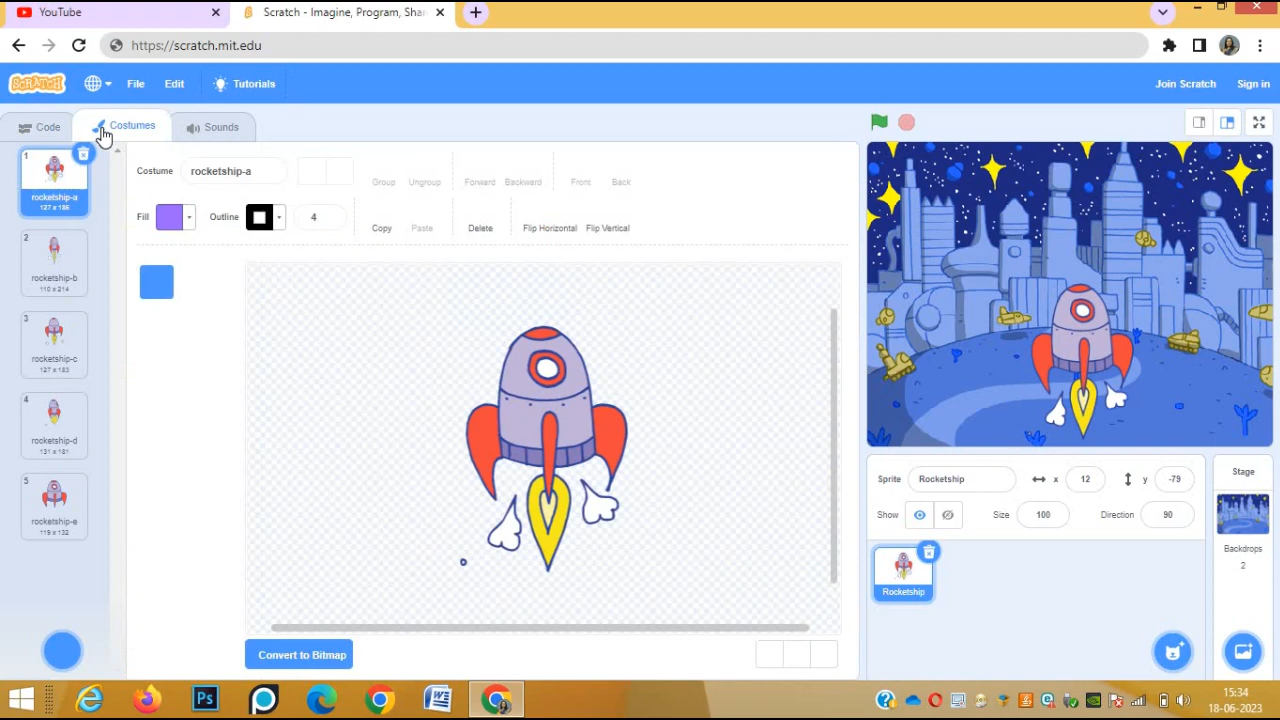 YouTube
Scratch - Imagine, Program, Shar
https://scratch.mit.edu
SCRATCH
File
Edit
Tutorials
Join Scratch
Sign in
Code
Costumes
Sounds
1
rocketship-a
127 x 186
2
rocketship-b
110 x 214
3
rocketship-c
127 x 183
4
rocketship-d
131 x 181
5
rocketship-e
119 x 132
Costume
rocketship-a
Group
Ungroup
Forward
Backward
Front
Back
Fill
Outline
4
Copy
Paste
Delete
Flip Horizontal
Flip Vertical
Convert to Bitmap
Sprite
Rocketship
x
12
y
-79
Show
Size
100
Direction
90
Rocketship
Stage
Backdrops
2
Ps
15:34
18-06-2023